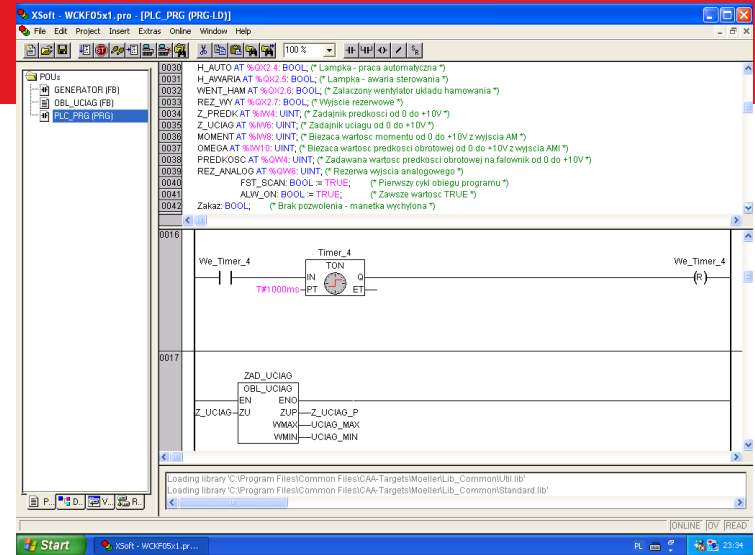 XSoft - WCKF05x1.pro - [PLC_PRG (PRG-LD)]
File Edit Project Insert Extras Online Window Help
100 %
POUs
GENERATOR (FB)
OBL_UCIAG (FB)
PLC_PRG (PRG)
0030 H_AUTO AT %QX2.4: BOOL; (* Lampka - praca automatyczna *)
0031 H_AWARIA AT %QX2.5: BOOL; (* Lampka - awaria sterowania *)
0032 WENT_HAM AT %QX2.6: BOOL; (* Zalaczony wentylator ukladu hamowania *)
0033 REZ_WY AT %QX2.7: BOOL; (* Wyjscie rezerwowe *)
0034 Z_PREDK AT %IW4: UINT; (* Zadajnik predkosci od 0 do +10V *)
0035 Z_UCIAG AT %IW6: UINT; (* Zadajnik uciagu od 0 do +10V *)
0036 MOMENT AT %IW8: UINT; (* Biezaca wartosc momentu od 0 do +10V z wyjscia AM *)
0037 OMEGA AT %IW10: UINT; (* Biezaca wartosc predkosci obrotowej od 0 do +10V z wyjscia AMI *)
0038 PREDKOSC AT %QW4: UINT; (* Zadawana wartosc predkosci obrotowej na falownik od 0 do +10V *)
0039 REZ_ANALOG AT %QW6: UINT; (* Rezerwa wyjscia analogowego *)
0040 FST_SCAN: BOOL := TRUE; (* Pierwszy cykl obiegu programu *)
0041 ALW_ON: BOOL := TRUE; (* Zawsze wartosc TRUE *)
0042 Zakaz: BOOL; (* Brak pozwolenia - manetka wychylona *)
0016
We_Timer_4
Timer_4
We_Timer_4
TON
IN Q
(R)
T#1000ms PT ET
0017
ZAD_UCIAG
OBL_UCIAG
EN ENO
Z_UCIAG ZU ZUP Z_UCIAG_P
WMAX UCIAG_MAX
WMIN UCIAG_MIN
Loading library 'C:\Program Files\Common Files\CAA-Targets\Moeller\Lib_Common\Util.lib'
Loading library 'C:\Program Files\Common Files\CAA-Targets\Moeller\Lib_Common\Standard.lib'
P... D... V... R...
ONLINE OV READ
Start
XSoft - WCKF05x1.pr...
PL
23:34